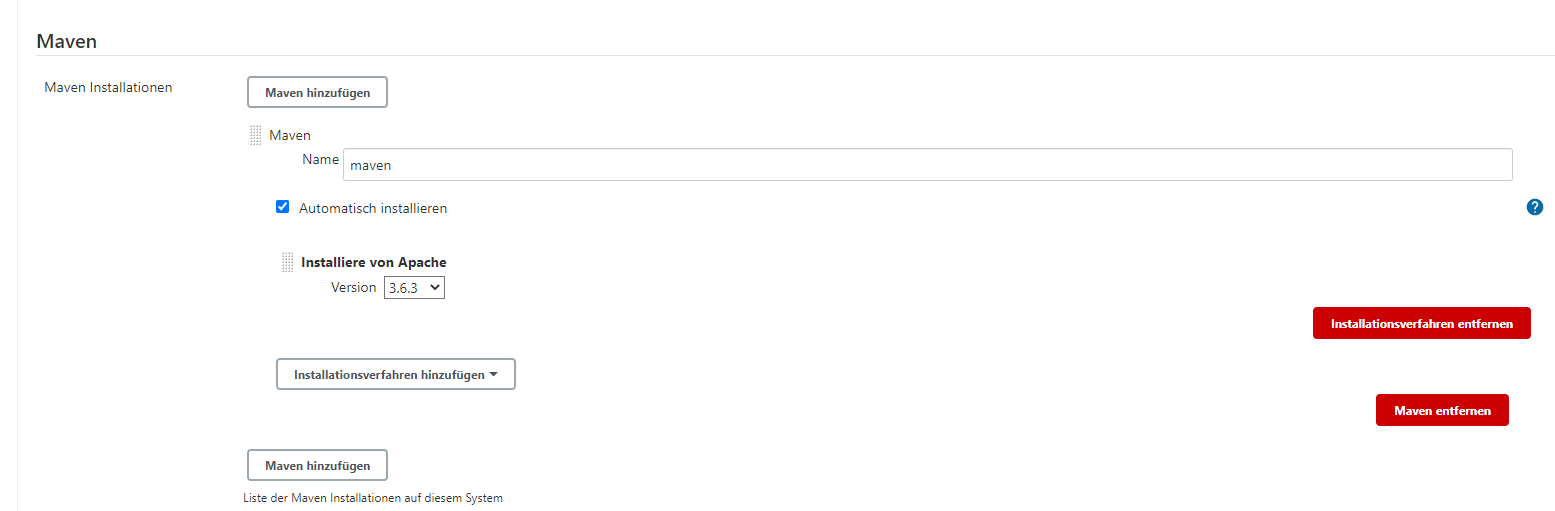 Maven
Maven Installationen
Maven hinzufügen
Maven
Name
maven
Automatisch installieren
?
Installiere von Apache
Version 3.6.3
Installationsverfahren entfernen
Installationsverfahren hinzufügen
Maven entfernen
Maven hinzufügen
Liste der Maven Installationen auf diesem System